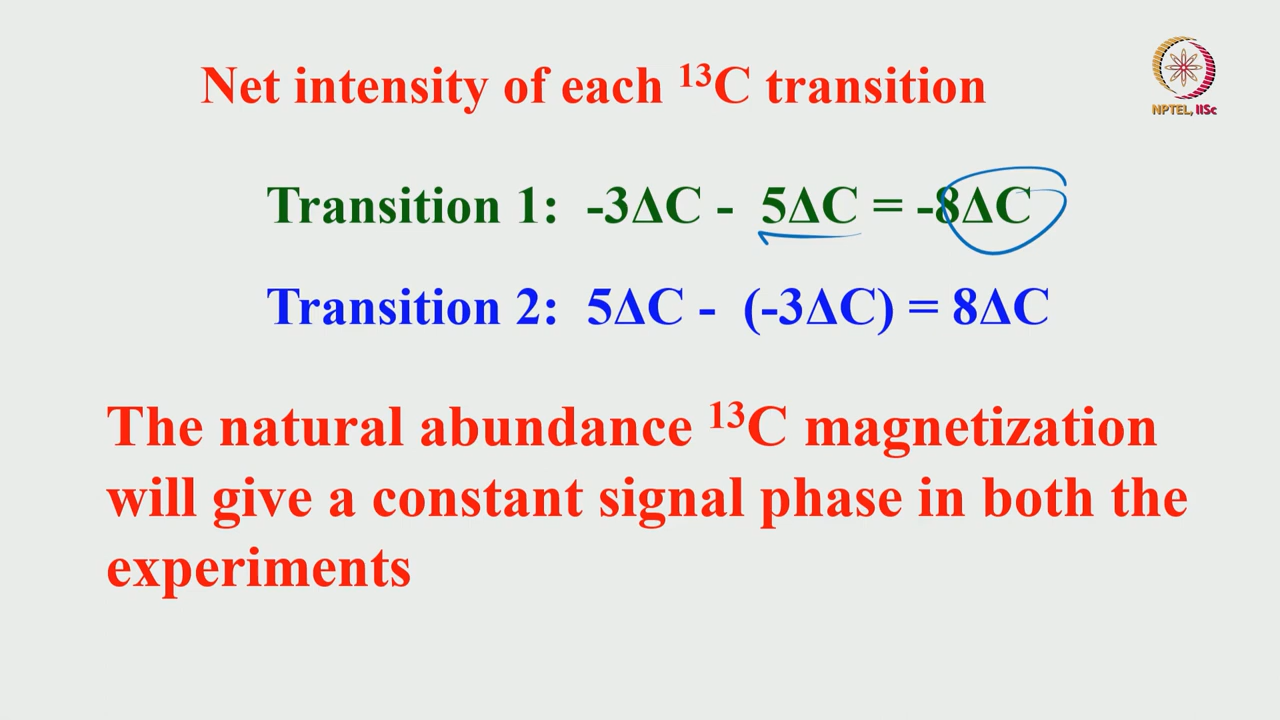 Net intensity of each ¹³C transition
NPTEL, IISc
Transition 1: -3ΔC - 5ΔC = -8ΔC
Transition 2: 5ΔC - (-3ΔC) = 8ΔC
The natural abundance ¹³C magnetization
will give a constant signal phase in both the
experiments